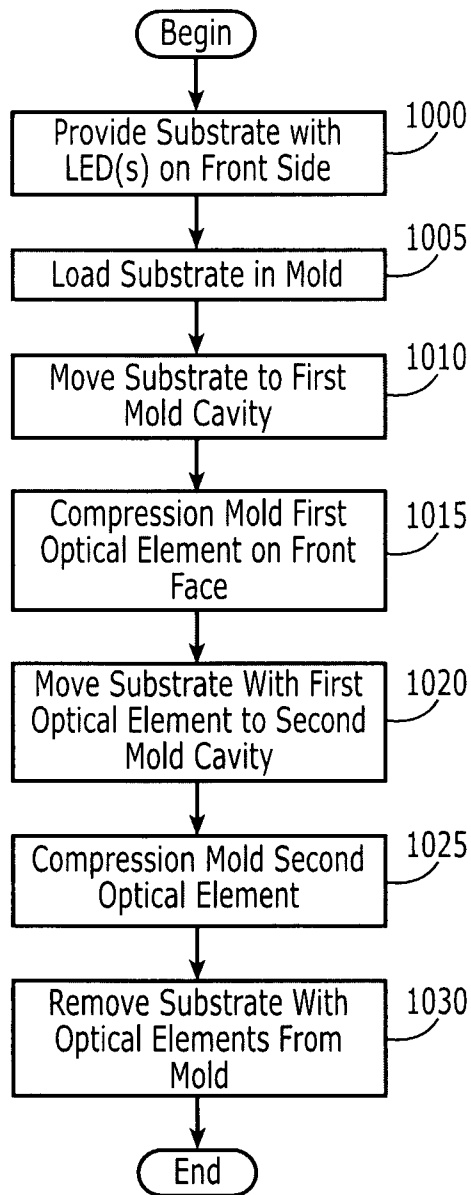 Begin
1000
Provide Substrate with
LED(s) on Front Side
1005
Load Substrate in Mold
1010
Move Substrate to First
Mold Cavity
1015
Compression Mold First
Optical Element on Front
Face
1020
Move Substrate With First
Optical Element to Second
Mold Cavity
1025
Compression Mold Second
Optical Element
1030
Remove Substrate With
Optical Elements From
Mold
End